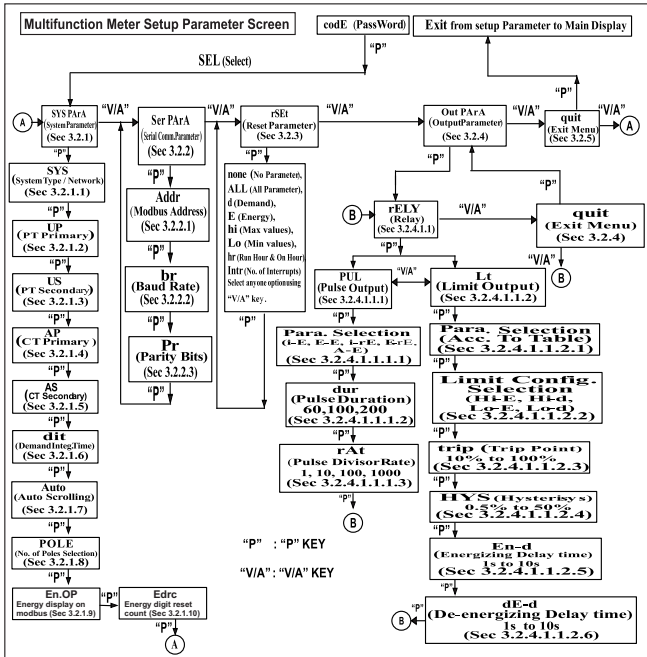 Multifunction Meter Setup Parameter Screen
codE (PassWord)
Exit from setup Parameter to Main Display
"P"
SEL (Select)
"P"
A
SYS PArA
(System Parameter)
(Sec 3.2.1)
"V/A"
Ser PArA
(Serial Comm.Parameter)
(Sec 3.2.2)
"V/A"
rSEt
(Reset Parameter)
(Sec 3.2.3)
"V/A"
Out PArA
(OutputParameter)
(Sec 3.2.4)
"V/A"
quit
(Exit Menu)
(Sec 3.2.5)
"V/A"
A
"P"
SYS
(System Type / Network)
(Sec 3.2.1.1)
"P"
UP
(PT Primary)
(Sec 3.2.1.2)
"P"
US
(PT Secondary)
(Sec 3.2.1.3)
"P"
AP
(CT Primary)
(Sec 3.2.1.4)
"P"
AS
(CT Secondary)
(Sec 3.2.1.5)
"P"
dit
(DemandInteg.Time)
(Sec 3.2.1.6)
"P"
Auto
(Auto Scrolling)
(Sec 3.2.1.7)
"P"
POLE
(No. of Poles Selection)
(Sec 3.2.1.8)
"P"
En.OP
Energy display on
modbus (Sec 3.2.1.9)
"P"
Edrc
Energy digit reset
count (Sec 3.2.1.10)
"P"
A
"P"
Addr
(Modbus Address)
(Sec 3.2.2.1)
"P"
br
(Baud Rate)
(Sec 3.2.2.2)
"P"
Pr
(Parity Bits)
(Sec 3.2.2.3)
"P"
"P"
none (No Parameter),
ALL (All Parameter),
d (Demand),
E (Energy),
hi (Max values),
Lo (Min values),
hr (Run Hour & On Hour)
Intr (No. of Interrupts)
Select anyone option using
"V/A" key.
"P"
"P"
B
rELY
(Relay)
(Sec 3.2.4.1.1)
"V/A"
"P"
quit
(Exit Menu)
(Sec 3.2.4)
"V/A"
B
"P"
PUL
(Pulse Output)
(Sec 3.2.4.1.1.1)
"V/A"
Lt
(Limit Output)
(Sec 3.2.4.1.1.2)
"P"
Para. Selection
(i-E, E-E, i-rE, E-rE,
A-E)
(Sec 3.2.4.1.1.1.1)
"P"
dur
(PulseDuration)
60,100,200
(Sec 3.2.4.1.1.1.2)
"P"
rAt
(Pulse Divisor Rate)
1, 10, 100, 1000
(Sec 3.2.4.1.1.1.3)
"P"
B
"P"
Para. Selection
(Acc. To Table)
(Sec 3.2.4.1.1.2.1)
"P"
Limit Config.
Selection
(Hi-E, Hi-d,
Lo-E, Lo-d)
(Sec 3.2.4.1.1.2.2)
"P"
trip (Trip Point)
10% to 100%
(Sec 3.2.4.1.1.2.3)
"P"
HYS (Hysterisys)
0.5% to 50%
(Sec 3.2.4.1.1.2.4)
"P"
En-d
(Energizing Delay time)
1s to 10s
(Sec 3.2.4.1.1.2.5)
"P"
dE-d
(De-energizing Delay time)
1s to 10s
(Sec 3.2.4.1.1.2.6)
"P"
B
"P" : "P" KEY
"V/A" : "V/A" KEY